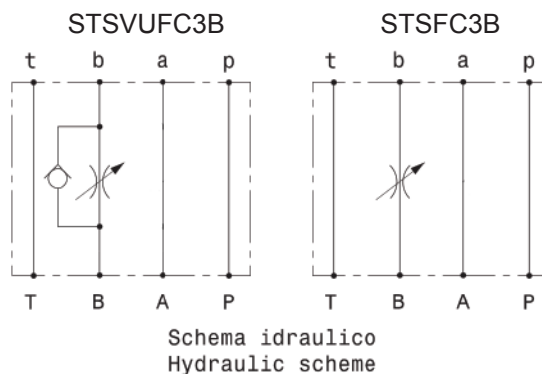 STSVUFC3B STSFC3B
t b a p t b a p
T B A P T B A P
Schema idraulico
Hydraulic scheme